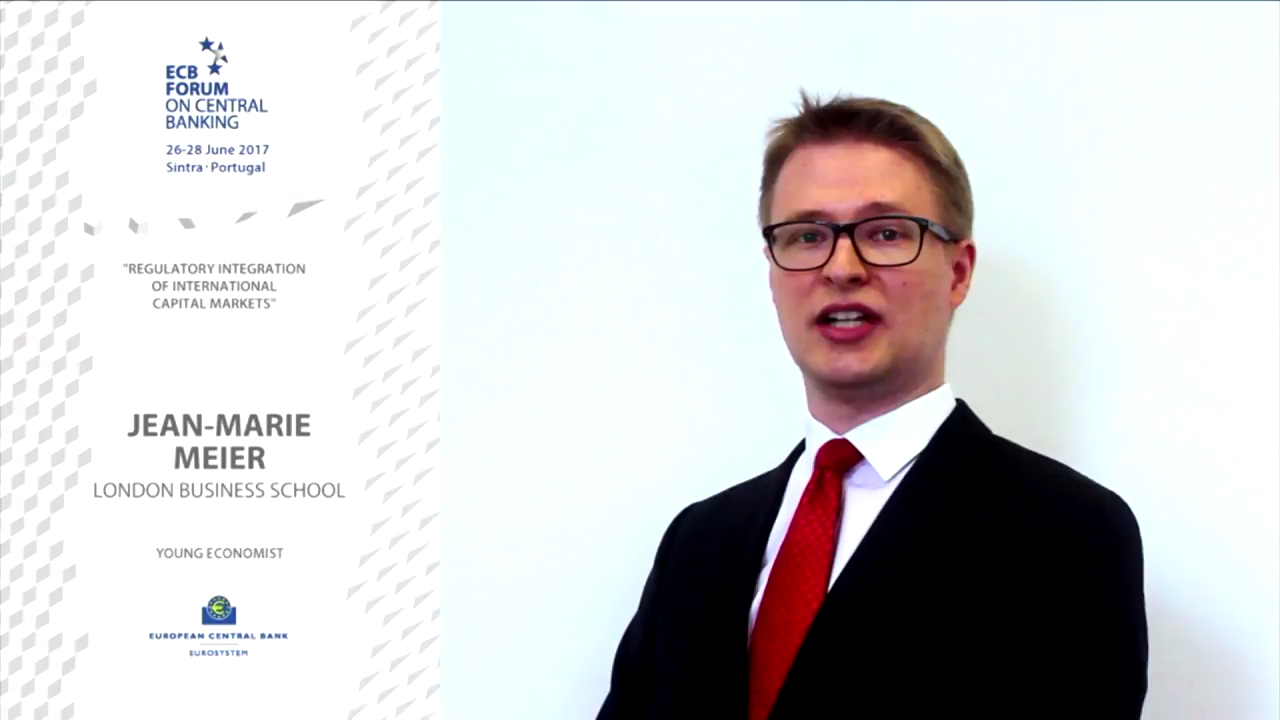 ECB
FORUM
ON CENTRAL
BANKING
26-28 June 2017
Sintra · Portugal
"REGULATORY INTEGRATION
OF INTERNATIONAL
CAPITAL MARKETS"
JEAN-MARIE
MEIER
LONDON BUSINESS SCHOOL
YOUNG ECONOMIST
EUROPEAN CENTRAL BANK
EUROSYSTEM